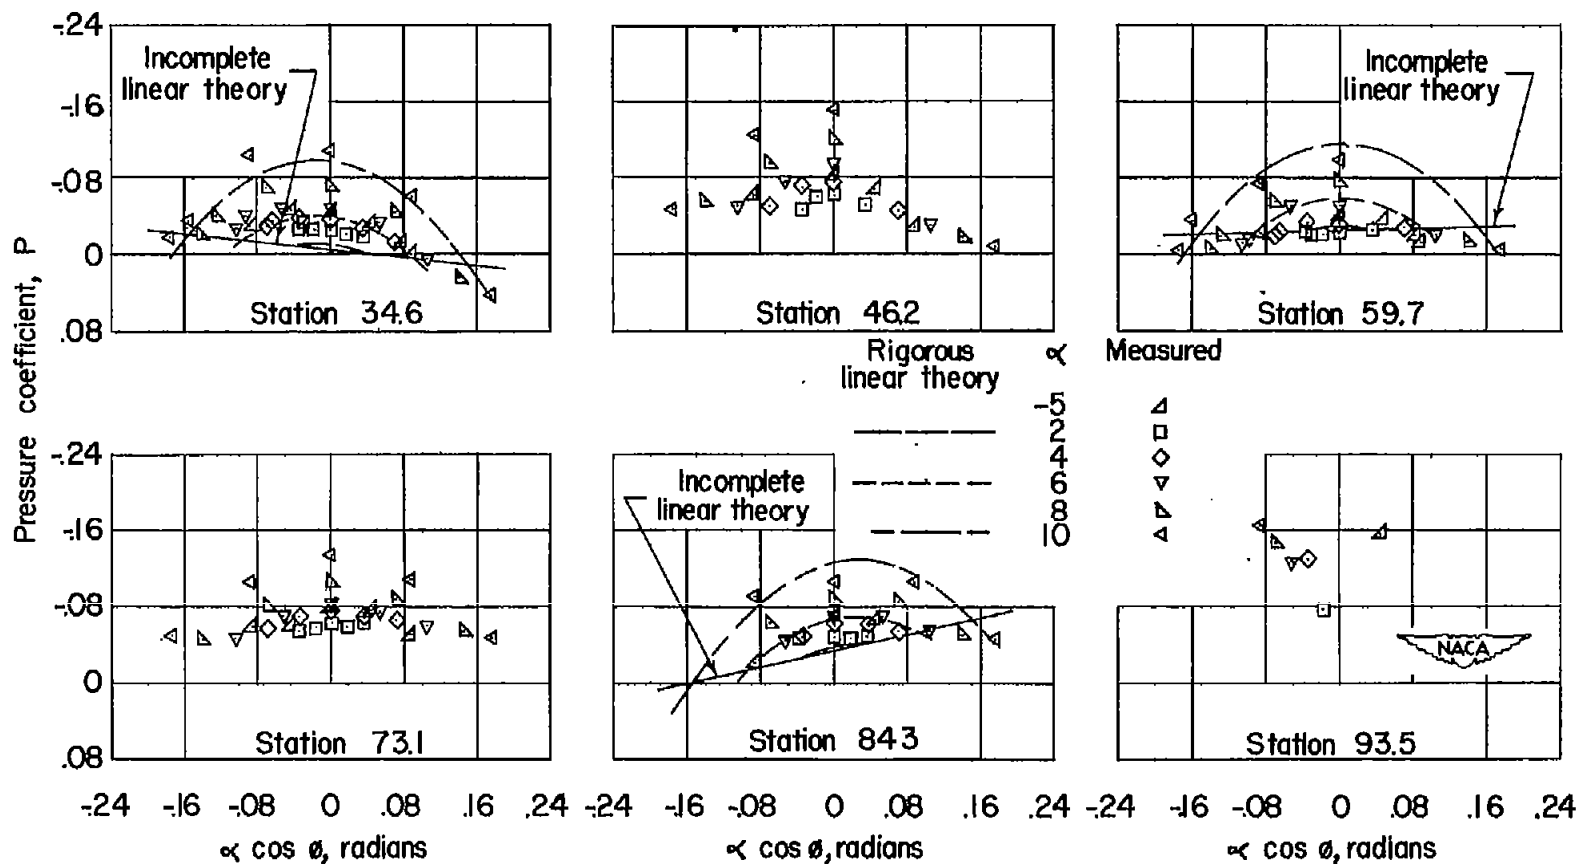 -.24
-.16
-.08
0
.08
Pressure coefficient, P
Incomplete
linear theory
Station 34.6
Station 46.2
Incomplete
linear theory
Station 59.7
Rigorous
linear theory
α
Measured
-5
2
4
6
8
10
-.24
-.16
-.08
0
.08
Station 73.1
Incomplete
linear theory
Station 843
NACA
Station 93.5
-.24 -.16 -.08 0 .08 .16 .24
-.24 -.16 -.08 0 .08 .16 .24
-.24 -.16 -.08 0 .08 .16 .24
α cos ø, radians
α cos ø, radians
α cos ø, radians